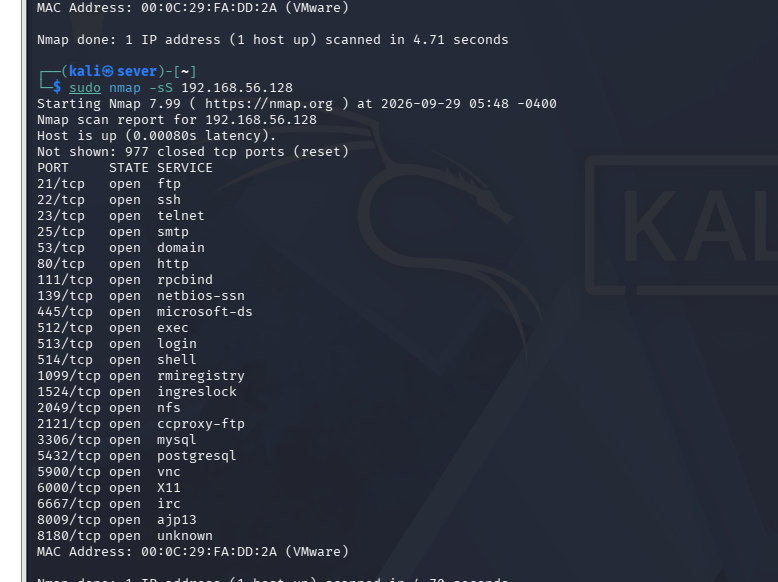 MAC Address: 00:0C:29:FA:DD:2A (VMware)
Nmap done: 1 IP address (1 host up) scanned in 4.71 seconds
┌──(kali㉿sever)-[~]
└─$ sudo nmap -sS 192.168.56.128
Starting Nmap 7.99 ( https://nmap.org ) at 2026-09-29 05:48 -0400
Nmap scan report for 192.168.56.128
Host is up (0.00080s latency).
Not shown: 977 closed tcp ports (reset)
PORT     STATE SERVICE
21/tcp   open  ftp
22/tcp   open  ssh
23/tcp   open  telnet
25/tcp   open  smtp
53/tcp   open  domain
80/tcp   open  http
111/tcp  open  rpcbind
139/tcp  open  netbios-ssn
445/tcp  open  microsoft-ds
512/tcp  open  exec
513/tcp  open  login
514/tcp  open  shell
1099/tcp open  rmiregistry
1524/tcp open  ingreslock
2049/tcp open  nfs
2121/tcp open  ccproxy-ftp
3306/tcp open  mysql
5432/tcp open  postgresql
5900/tcp open  vnc
6000/tcp open  X11
6667/tcp open  irc
8009/tcp open  ajp13
8180/tcp open  unknown
MAC Address: 00:0C:29:FA:DD:2A (VMware)
Nmap done: 1 IP address (1 host up) scanned in 4.70 seconds
KAL